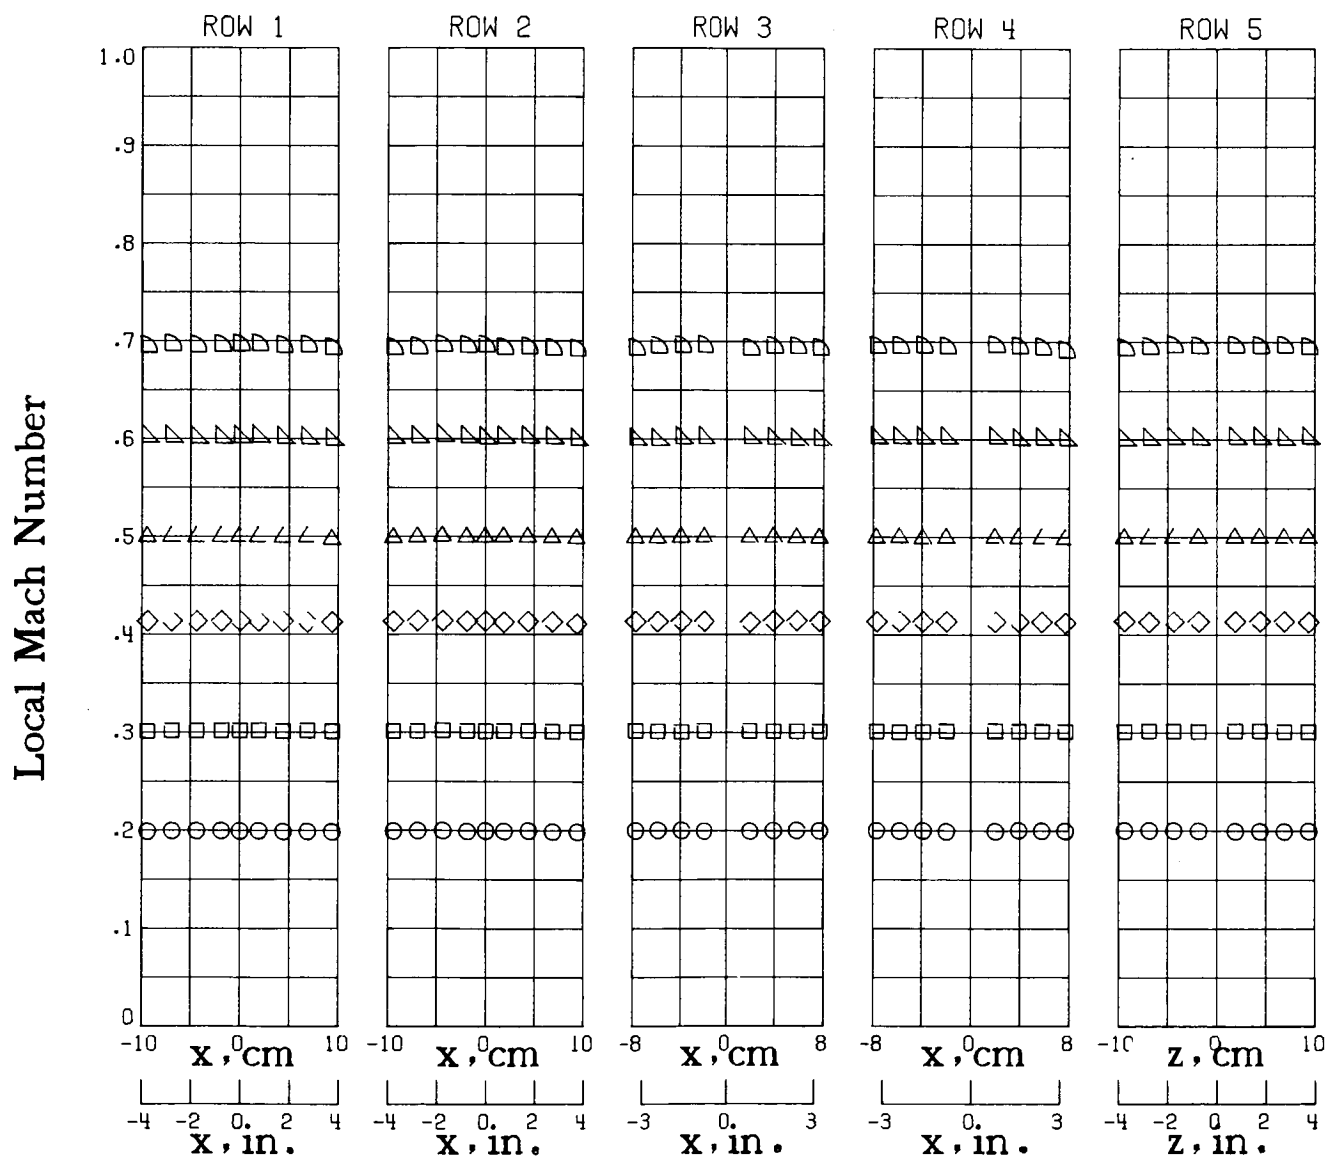 ROW 1 ROW 2 ROW 3 ROW 4 ROW 5
1.0
.9
.8
.7
.6
.5
.4
.3
.2
.1
0
Local Mach Number
-10 0 10 -10 0 10 -8 0 8 -8 0 8 -10 0 10
x, cm x, cm x, cm x, cm z, cm
-4 -2 0. 2 4 -4 -2 0. 2 4 -3 0. 3 -3 0. 3 -4 -2 0. 2 4
x, in. x, in. x, in. x, in. z, in.